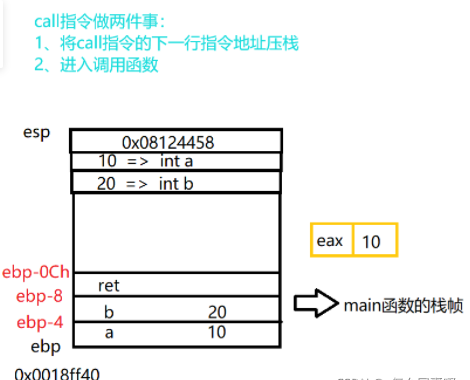 call指令做两件事：
1、将call指令的下一行指令地址压栈
2、进入调用函数
esp
0x08124458
10 => int a
20 => int b
eax 10
ebp-0Ch
ret
ebp-8
main函数的栈帧
b 20
ebp-4
a 10
ebp
0x0018ff40